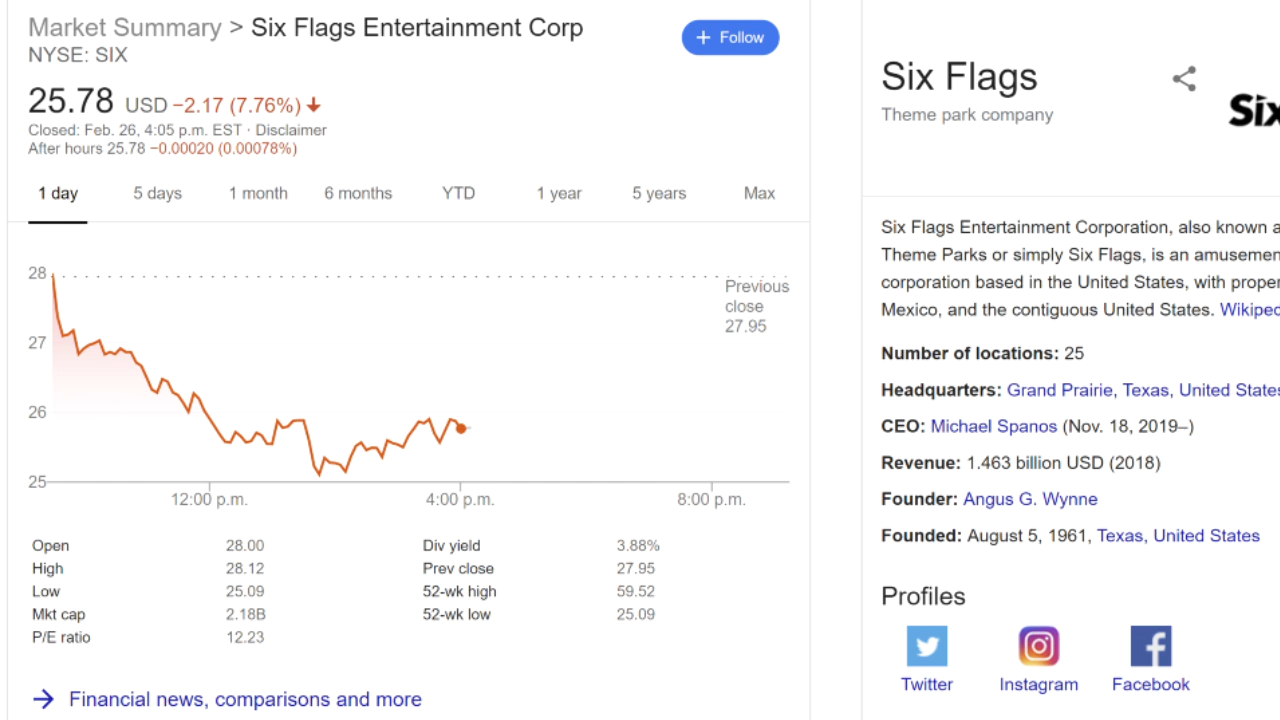 Market Summary > Six Flags Entertainment Corp
NYSE: SIX
+ Follow
25.78 USD −2.17 (7.76%)
Closed: Feb. 26, 4:05 p.m. EST · Disclaimer
After hours 25.78 −0.00020 (0.00078%)
1 day 5 days 1 month 6 months YTD 1 year 5 years Max
28
Previous
close
27.95
27
26
25
12:00 p.m. 4:00 p.m. 8:00 p.m.
Open 28.00 Div yield 3.88%
High 28.12 Prev close 27.95
Low 25.09 52-wk high 59.52
Mkt cap 2.18B 52-wk low 25.09
P/E ratio 12.23
Financial news, comparisons and more
Six Flags
Theme park company
Six
Six Flags Entertainment Corporation, also known a
Theme Parks or simply Six Flags, is an amusemen
corporation based in the United States, with proper
Mexico, and the contiguous United States. Wikiped
Number of locations: 25
Headquarters: Grand Prairie, Texas, United States
CEO: Michael Spanos (Nov. 18, 2019–)
Revenue: 1.463 billion USD (2018)
Founder: Angus G. Wynne
Founded: August 5, 1961, Texas, United States
Profiles
Twitter Instagram Facebook